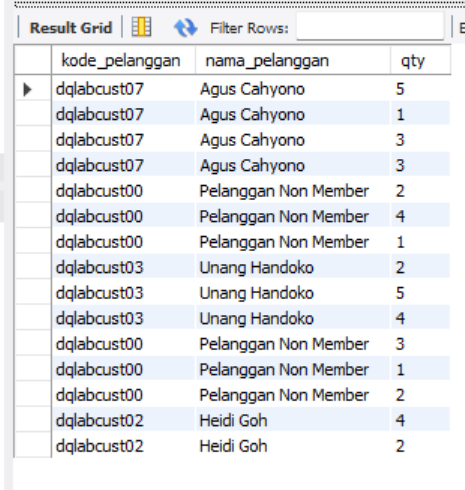 Result Grid Filter Rows: E
kode_pelanggan nama_pelanggan qty
dqlabcust07 Agus Cahyono 5
dqlabcust07 Agus Cahyono 1
dqlabcust07 Agus Cahyono 3
dqlabcust07 Agus Cahyono 3
dqlabcust00 Pelanggan Non Member 2
dqlabcust00 Pelanggan Non Member 4
dqlabcust00 Pelanggan Non Member 1
dqlabcust03 Unang Handoko 2
dqlabcust03 Unang Handoko 5
dqlabcust03 Unang Handoko 4
dqlabcust00 Pelanggan Non Member 3
dqlabcust00 Pelanggan Non Member 1
dqlabcust00 Pelanggan Non Member 2
dqlabcust02 Heidi Goh 4
dqlabcust02 Heidi Goh 2